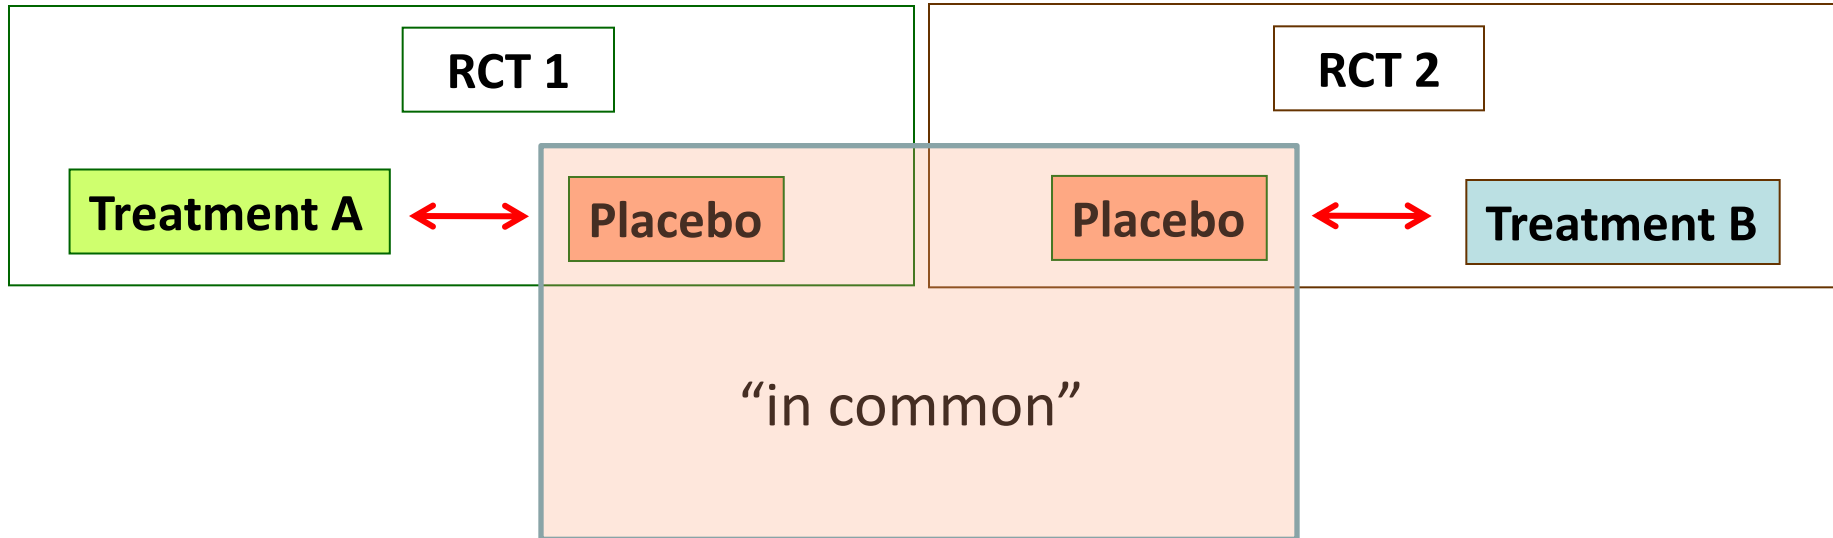 RCT 1
RCT 2
Treatment A
Placebo
Placebo
Treatment B
“in common”